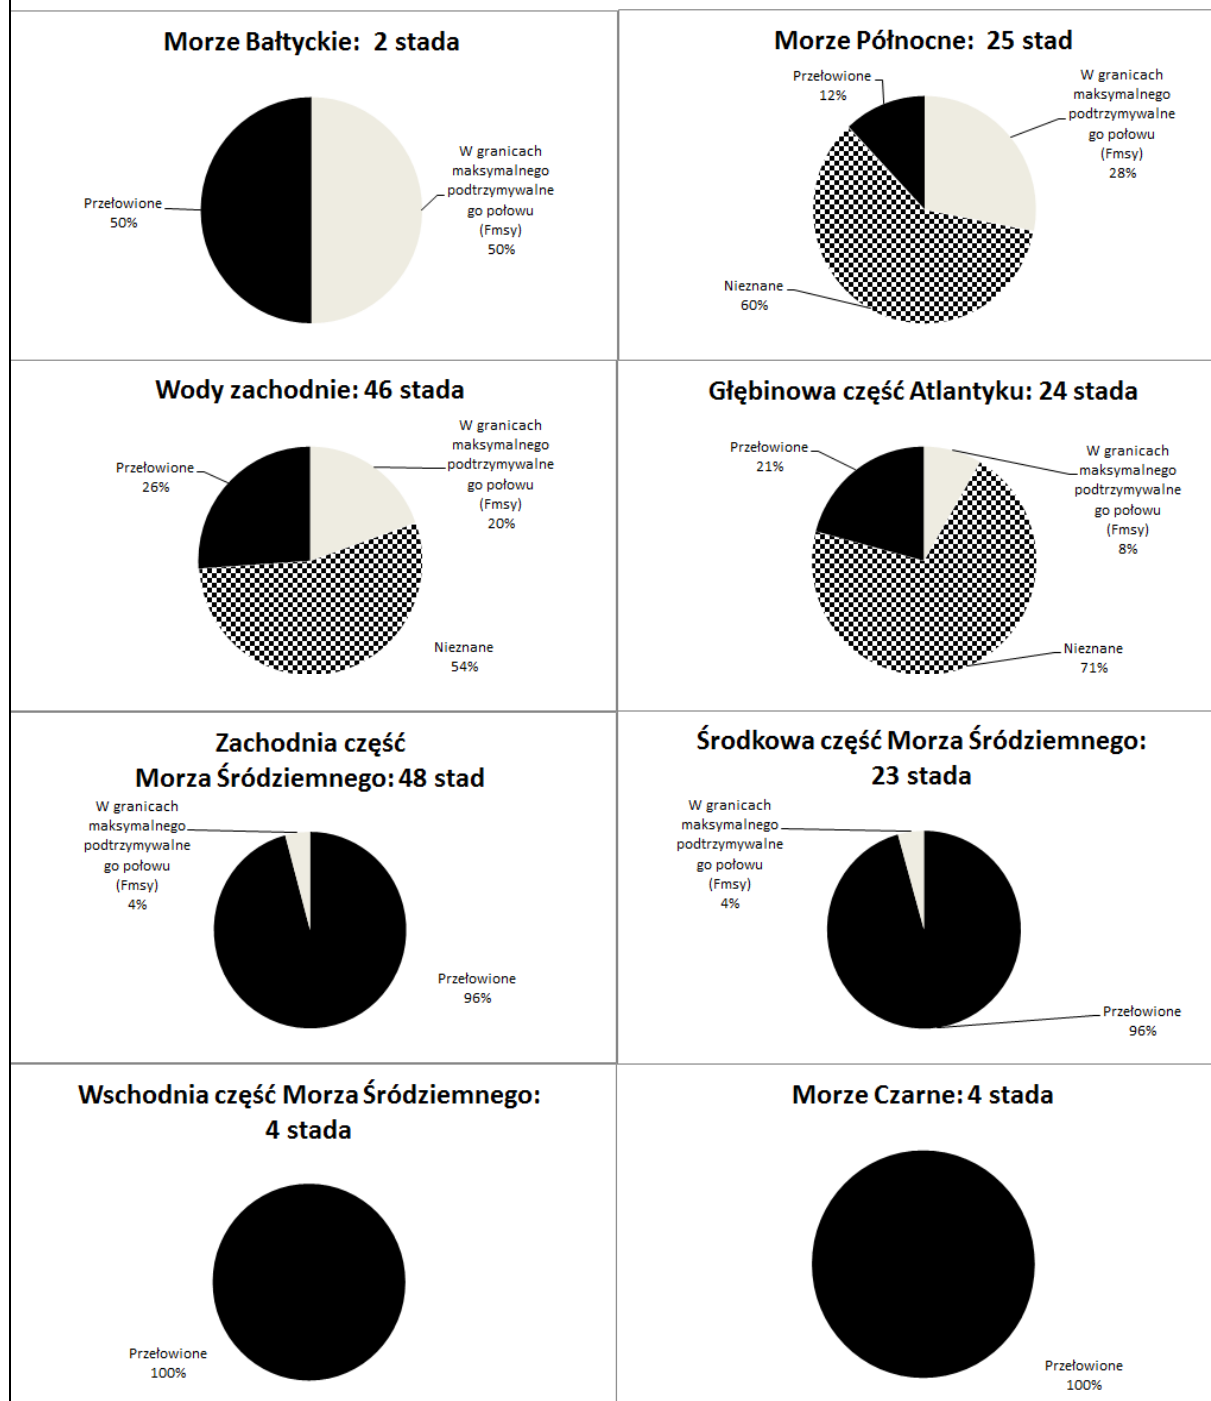 Morze Bałtyckie: 2 stada
W granicach
maksymalnego
podtrzymywalne
go połowu
(Fmsy)
50%
Przełowione
50%
Morze Północne: 25 stad
Przełowione
12%
W granicach
maksymalnego
podtrzymywalne
go połowu
(Fmsy)
28%
Nieznane
60%
Wody zachodnie: 46 stada
W granicach
maksymalnego
podtrzymywalne
go połowu
(Fmsy)
20%
Przełowione
26%
Nieznane
54%
Głębinowa część Atlantyku: 24 stada
Przełowione
21%
W granicach
maksymalnego
podtrzymywalne
go połowu
(Fmsy)
8%
Nieznane
71%
Zachodnia część
Morza Śródziemnego: 48 stad
W granicach
maksymalnego
podtrzymywalne
go połowu
(Fmsy)
4%
Przełowione
96%
Środkowa część Morza Śródziemnego:
23 stada
W granicach
maksymalnego
podtrzymywalne
go połowu
(Fmsy)
4%
Przełowione
96%
Wschodnia część Morza Śródziemnego:
4 stada
Przełowione
100%
Morze Czarne: 4 stada
Przełowione
100%